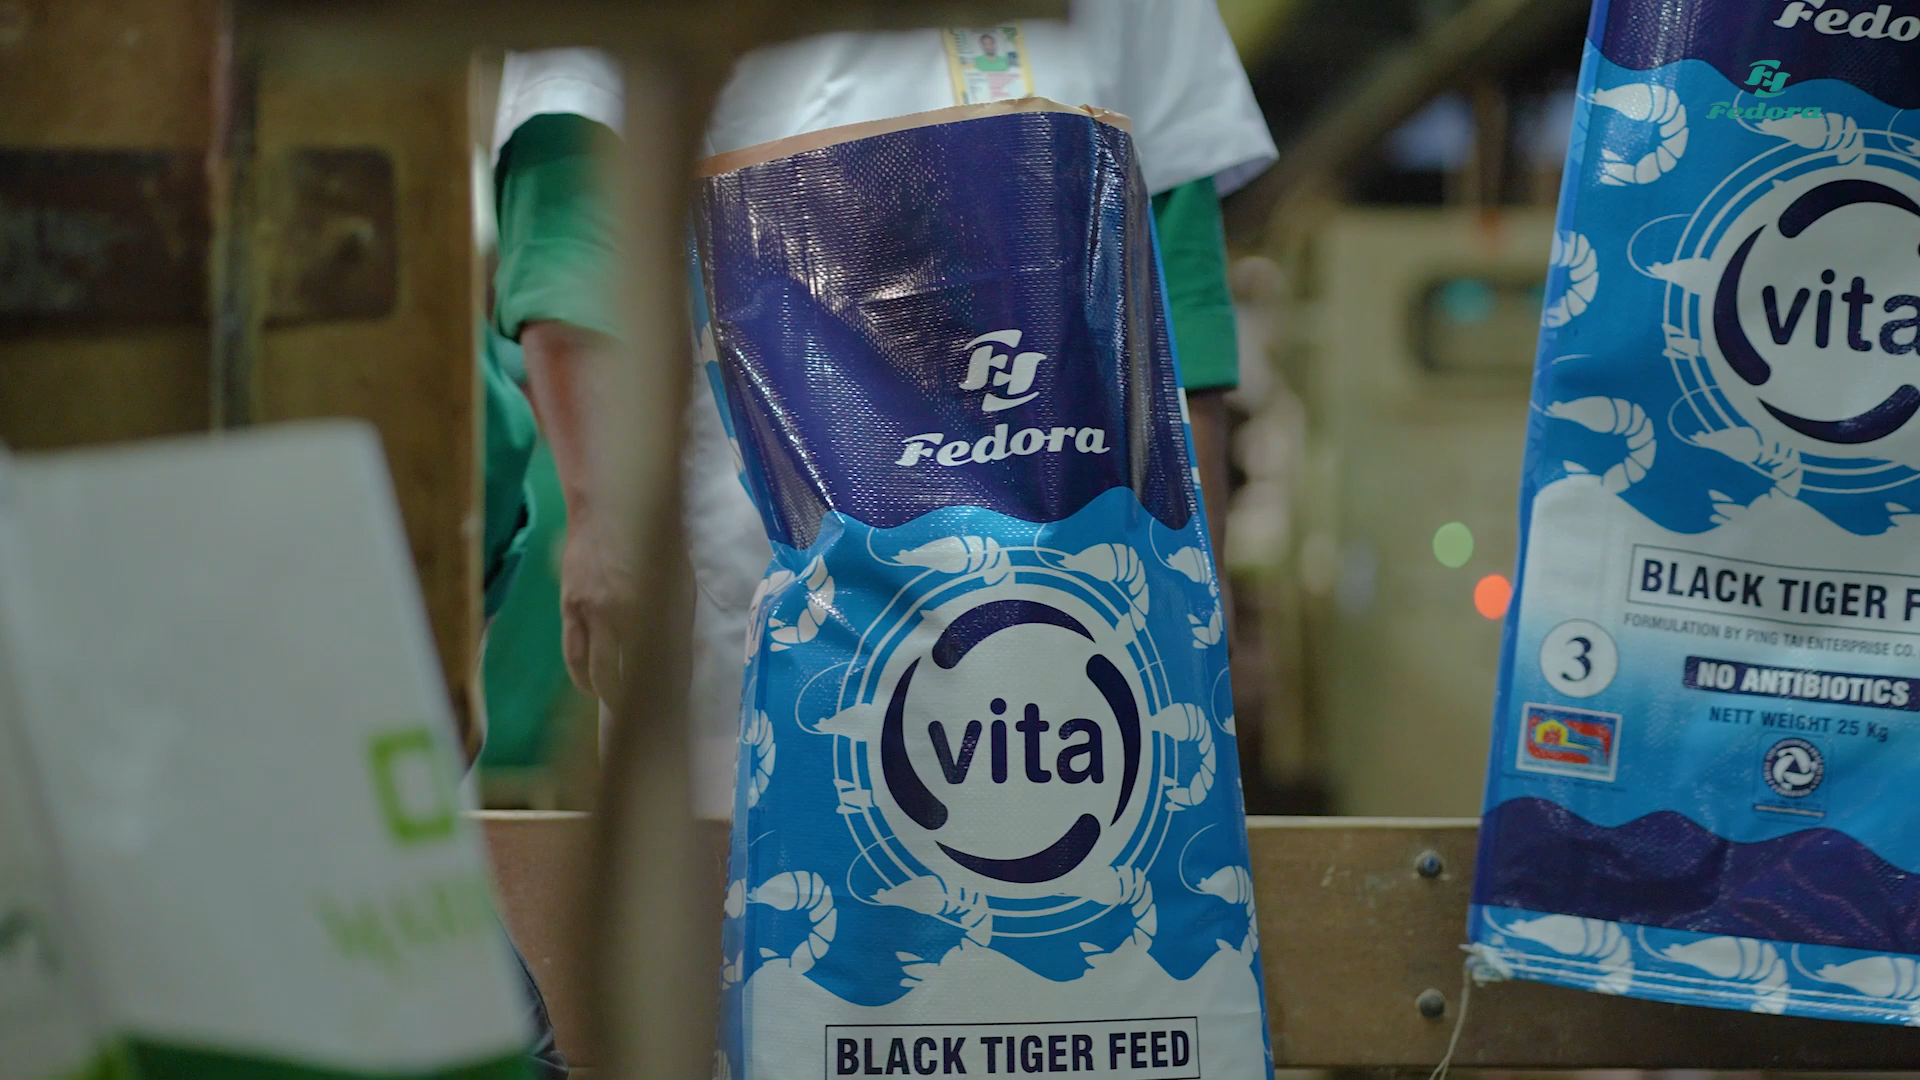 Fedora
vita
BLACK TIGER FEED
Fedo
Fedora
vita
BLACK TIGER F
FORMULATION BY PING TAI ENTERPRISE CO.
3
NO ANTIBIOTICS
NETT WEIGHT 25 Kg